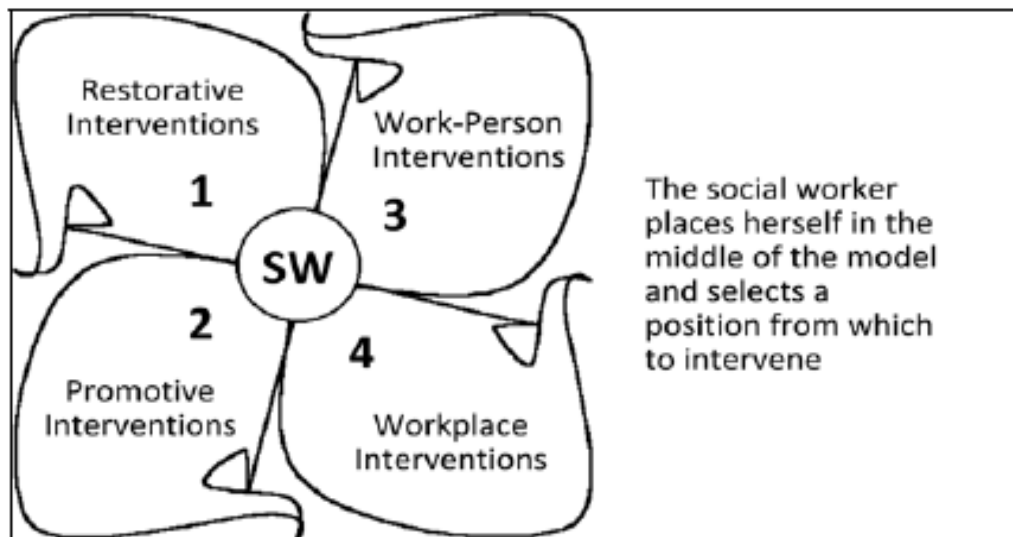 Restorative
Interventions
1
Work-Person
Interventions
3
SW
2
Promotive
Interventions
4
Workplace
Interventions
The social worker
places herself in the
middle of the model
and selects a
position from which
to intervene